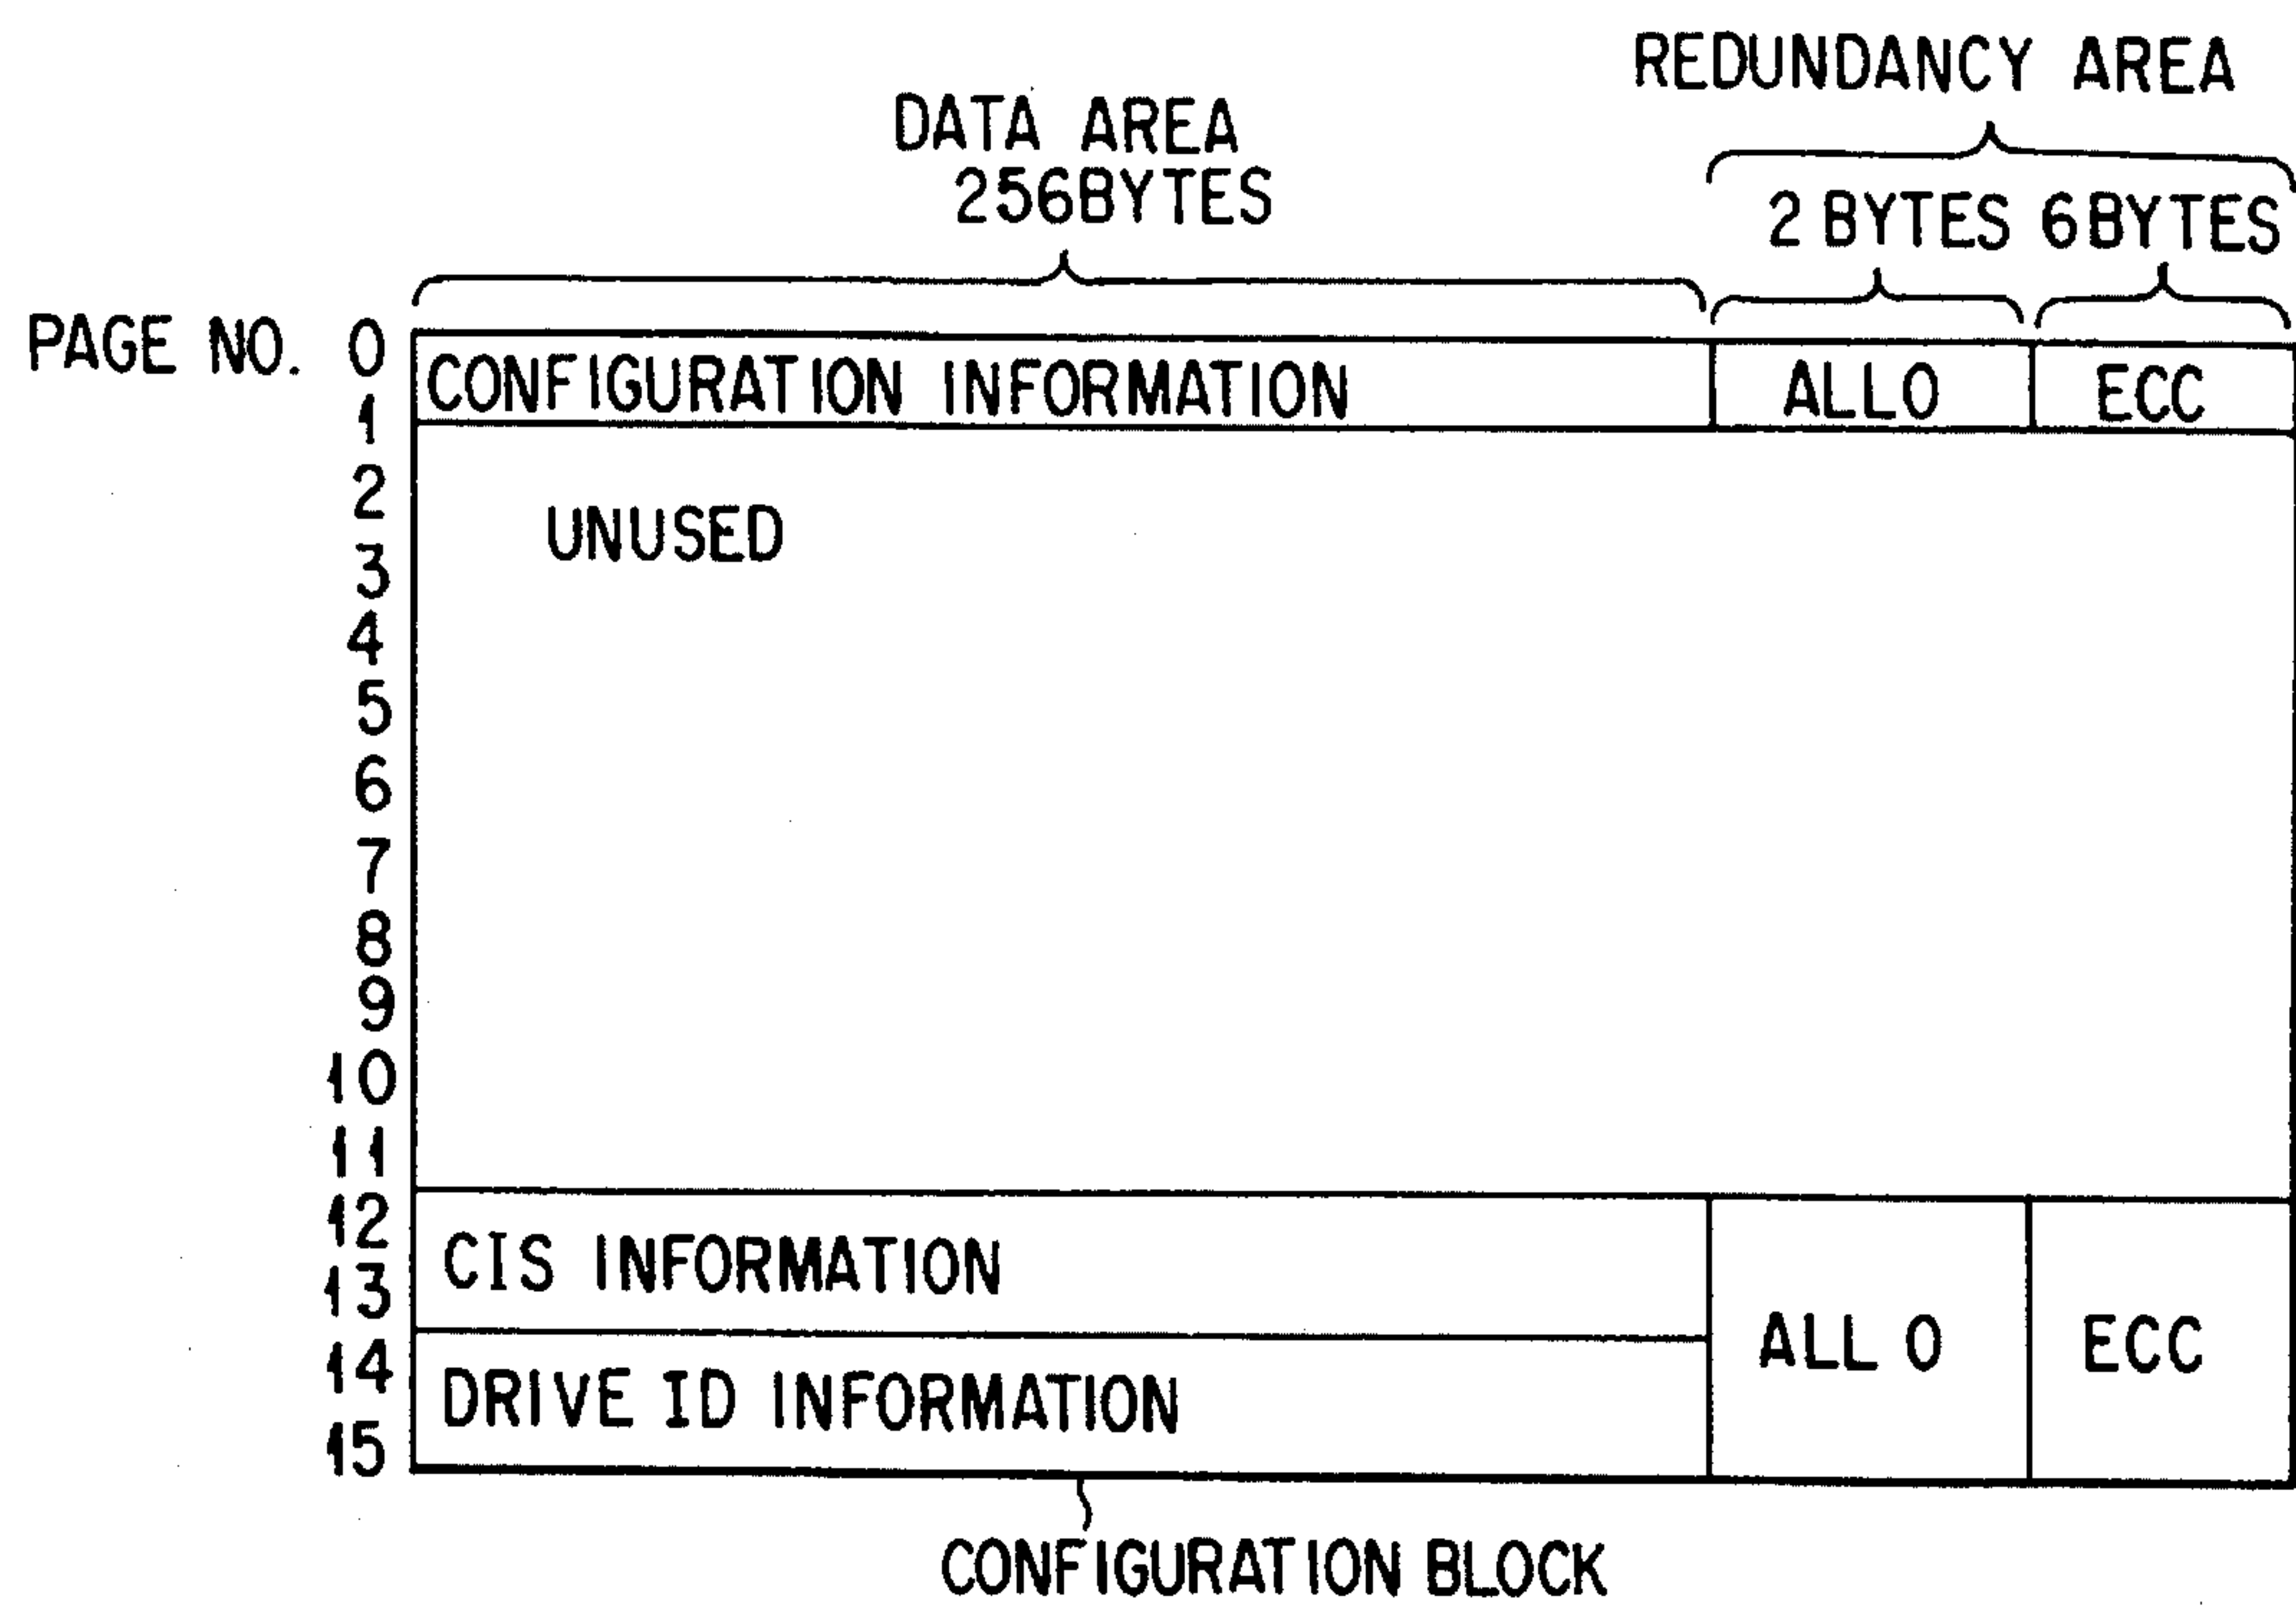 REDUNDANCY AREA
DATA AREA
256BYTES
2 BYTES 6BYTES
PAGE NO. 0
CONFIGURATION INFORMATION ALL0 ECC
1
2
UNUSED
3
4
5
6
7
8
9
10
11
12
CIS INFORMATION
13
ALL 0 ECC
14
DRIVE ID INFORMATION
15
CONFIGURATION BLOCK